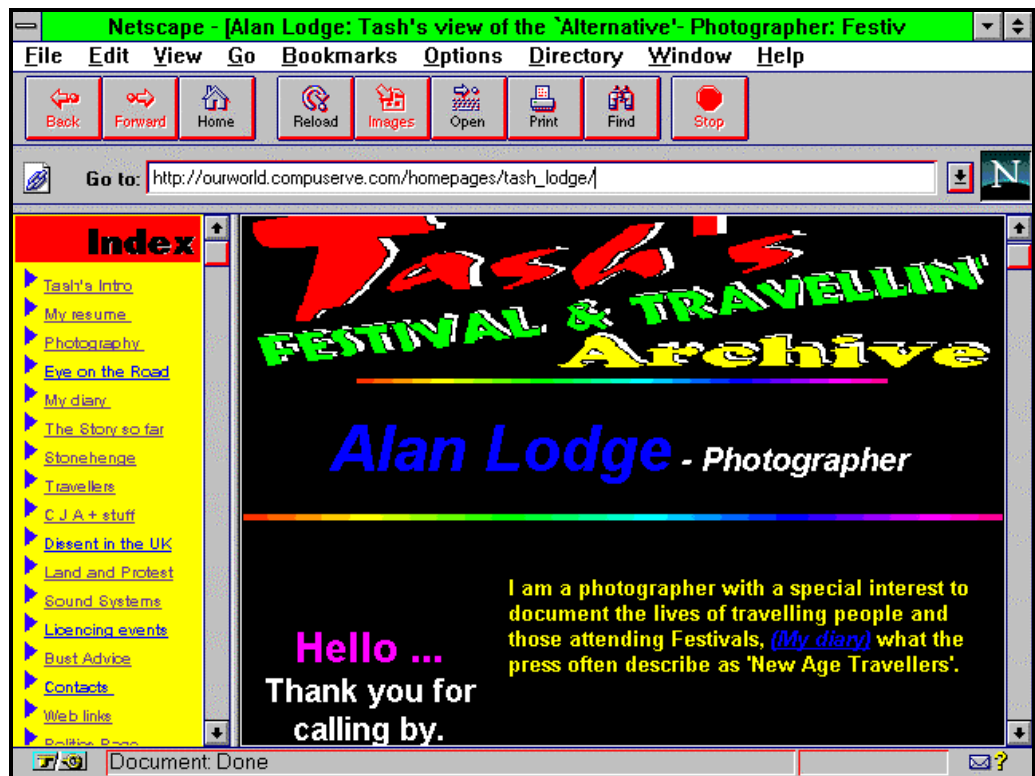 Netscape - [Alan Lodge: Tash's view of the `Alternative'- Photographer: Festiv
File Edit View Go Bookmarks Options Directory Window Help
Back Forward Home Reload Images Open Print Find Stop
Go to: http://ourworld.compuserve.com/homepages/tash_lodge/
N
Index
Tash's Intro
My resume
Photography
Eye on the Road
My diary
The Story so far
Stonehenge
Travellers
C J A + stuff
Dissent in the UK
Land and Protest
Sound Systems
Licencing events
Bust Advice
Contacts
Web links
Politics Page
Tash's
FESTIVAL & TRAVELLIN'
Archive
Alan Lodge - Photographer
Hello ...
Thank you for
calling by.
I am a photographer with a special interest to
document the lives of travelling people and
those attending Festivals, (My diary) what the
press often describe as 'New Age Travellers'.
Document: Done